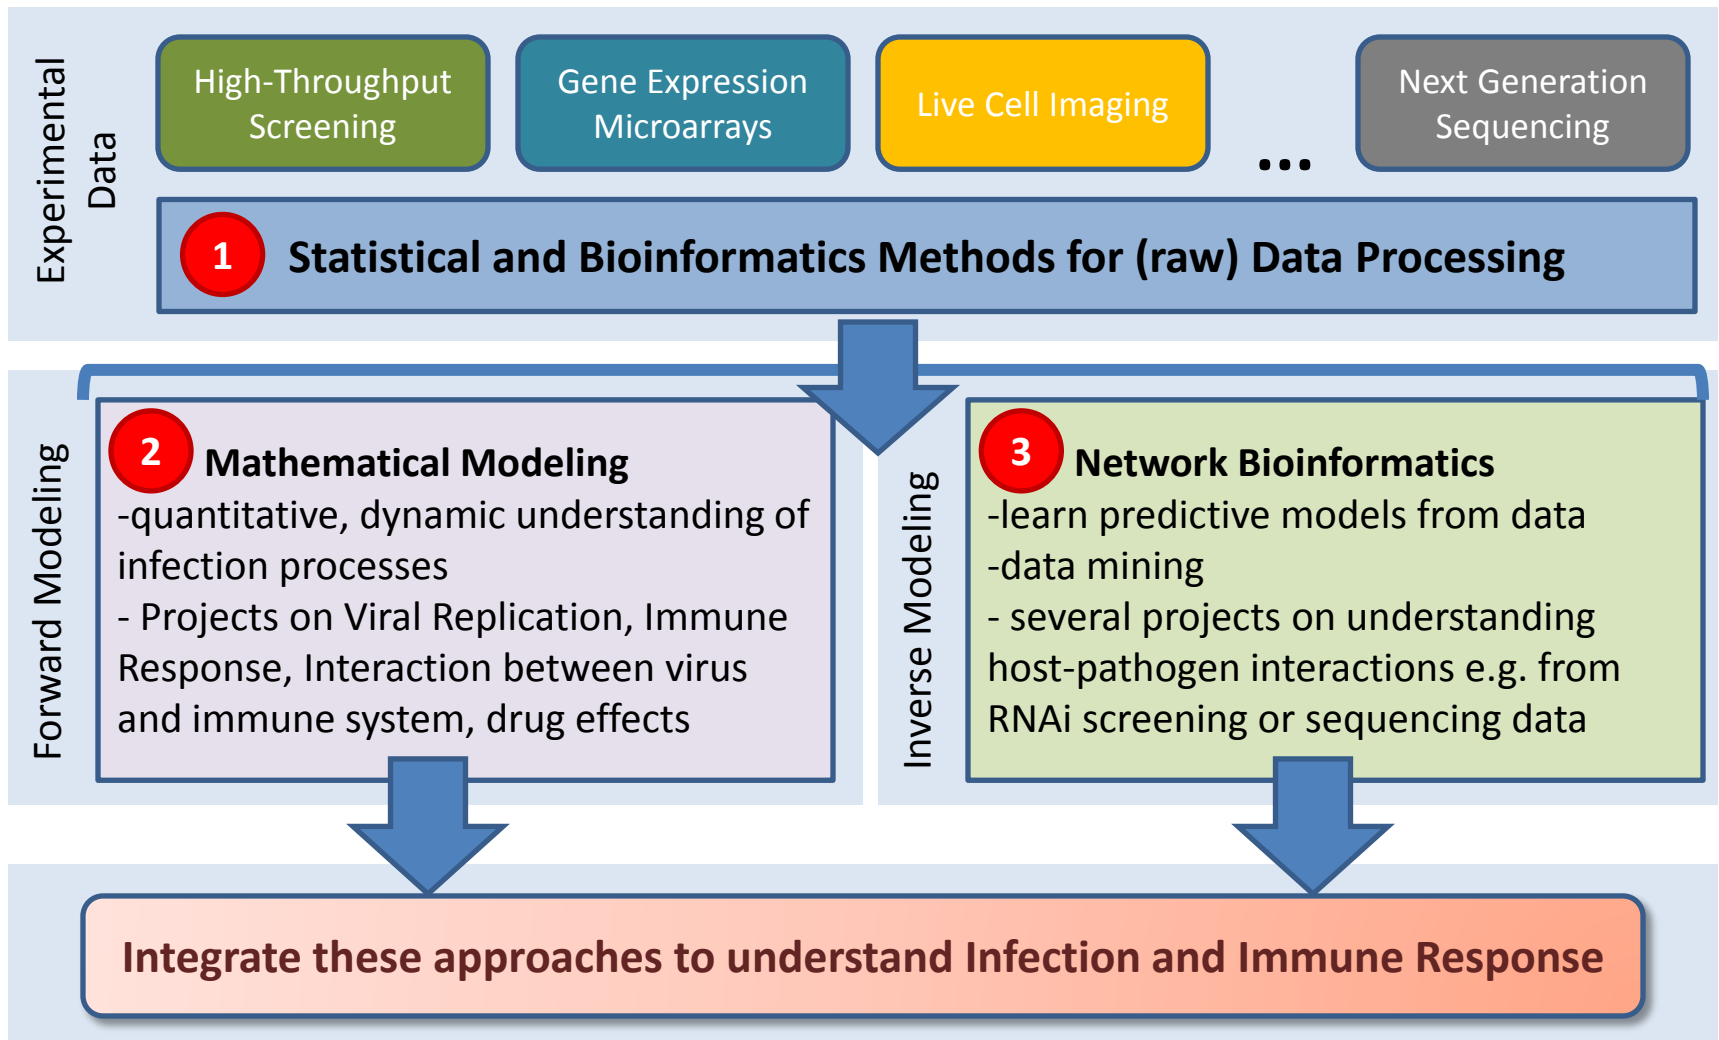 Experimental
Data
High-Throughput
Screening
Gene Expression
Microarrays
Live Cell Imaging
...
Next Generation
Sequencing
1 Statistical and Bioinformatics Methods for (raw) Data Processing
Forward Modeling
2 Mathematical Modeling
-quantitative, dynamic understanding of
infection processes
- Projects on Viral Replication, Immune
Response, Interaction between virus
and immune system, drug effects
Inverse Modeling
3 Network Bioinformatics
-learn predictive models from data
-data mining
- several projects on understanding
host-pathogen interactions e.g. from
RNAi screening or sequencing data
Integrate these approaches to understand Infection and Immune Response